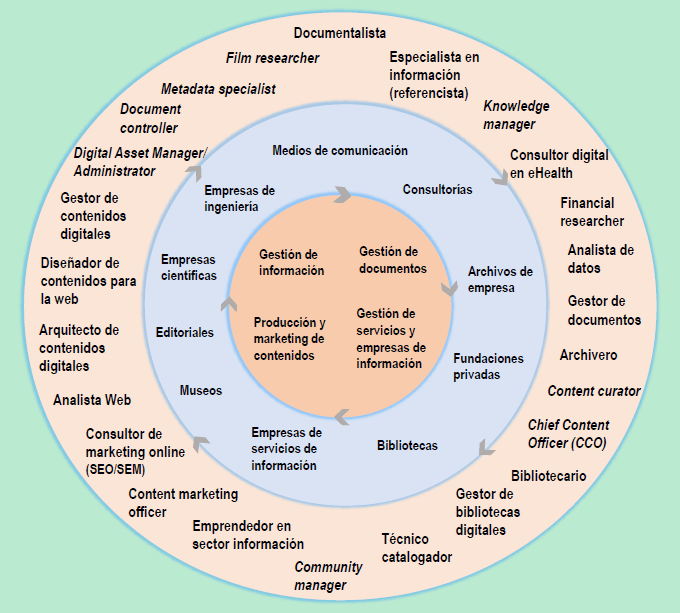 Documentalista
Film researcher
Especialista en
información
(referencista)
Metadata specialist
Knowledge
manager
Document
controller
Digital Asset Manager/
Administrator
Medios de comunicación
Consultor digital
en eHealth
Empresas de
ingeniería
Consultorías
Gestor de
contenidos
digitales
Financial
researcher
Gestión de
información
Gestión de
documentos
Analista de
datos
Diseñador de
contenidos para
la web
Empresas
científicas
Archivos de
empresa
Gestor de
documentos
Arquitecto de
contenidos
digitales
Editoriales
Producción y
marketing de
contenidos
Gestión de
servicios y
empresas de
información
Fundaciones
privadas
Archivero
Analista Web
Museos
Content curator
Consultor de
marketing online
(SEO/SEM)
Empresas de
servicios de
información
Bibliotecas
Chief Content
Officer (CCO)
Bibliotecario
Content marketing
officer
Gestor de
bibliotecas
digitales
Emprendedor en
sector información
Técnico
catalogador
Community
manager